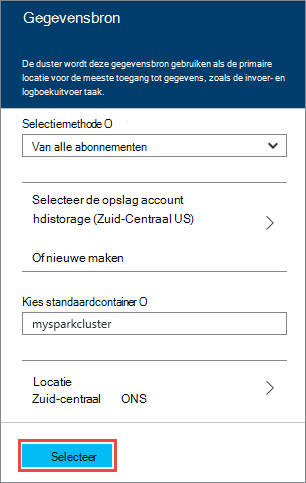 Gegevensbron
De duster wordt deze gegevensbron gebruiken als de primaire
locatie voor de meeste toegang tot gegevens, zoals de invoer- en
logboekuitvoer taak.
Selectiemethode O
Van alle abonnementen
Selecteer de opslag account
hdistorage (Zuid-Centraal US)
Of nieuwe maken
Kies standaardcontainer O
mysparkcluster
Locatie
Zuid-centraal ONS
Selecteer